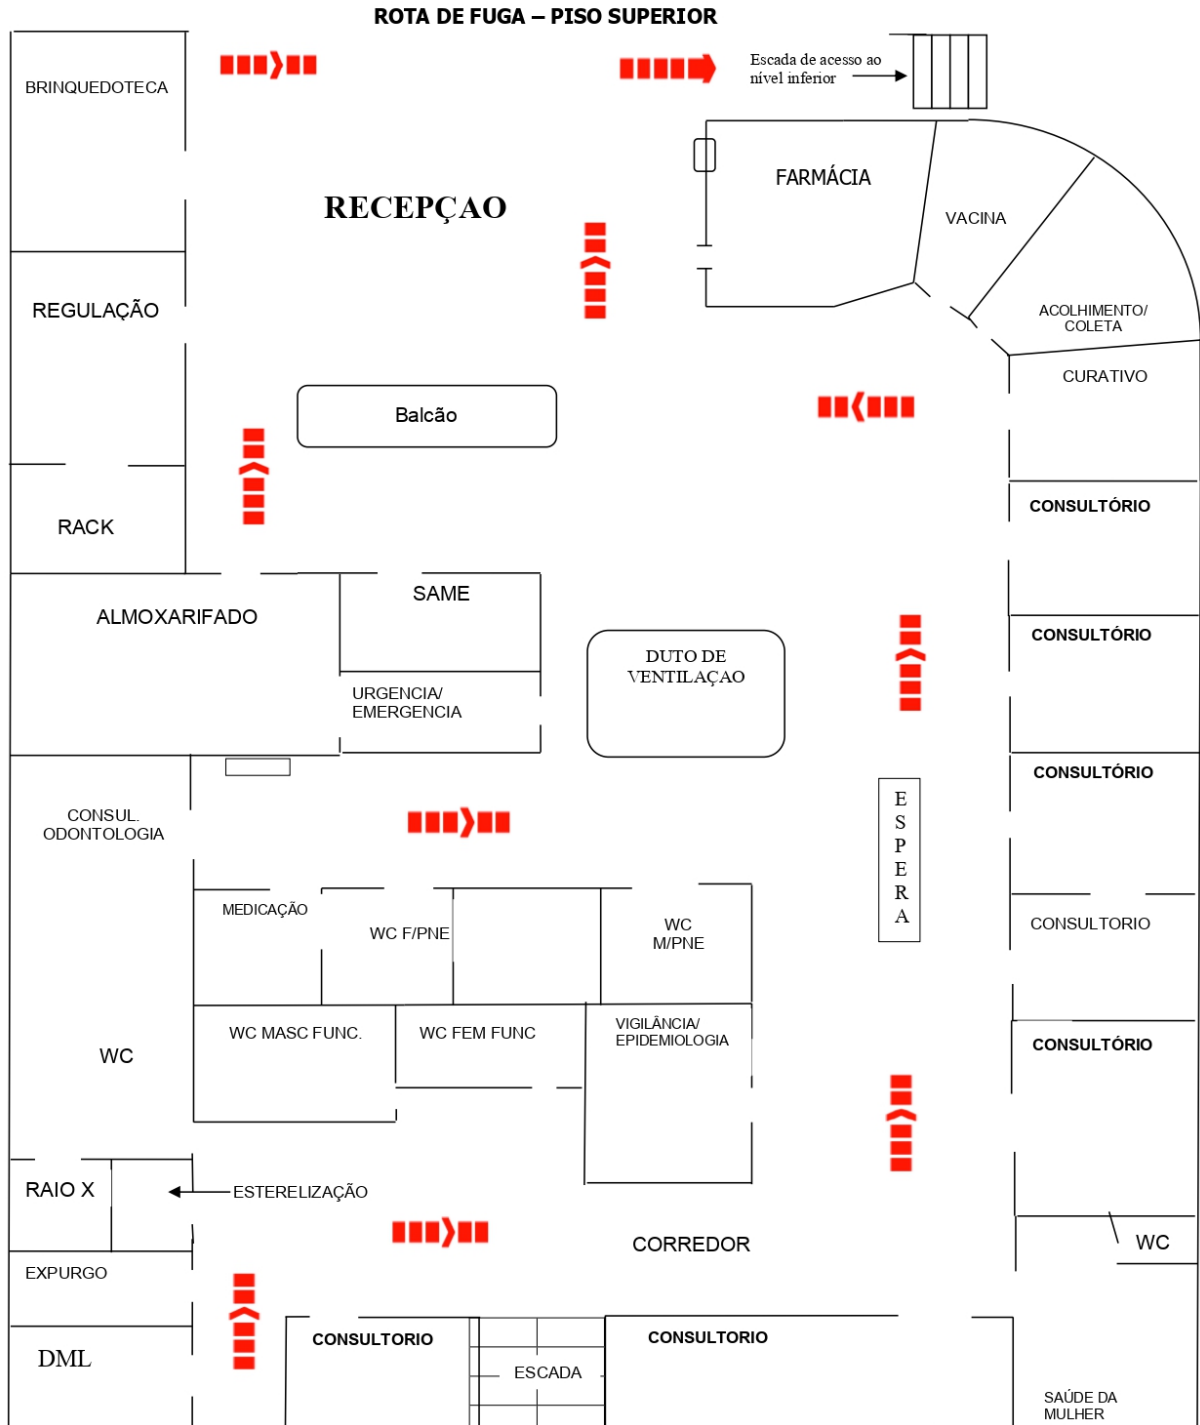 ROTA DE FUGA – PISO SUPERIOR
Escada de acesso ao
nível inferior
BRINQUEDOTECA
FARMÁCIA
RECEPÇAO
VACINA
REGULAÇÃO
ACOLHIMENTO/
COLETA
CURATIVO
Balcão
CONSULTÓRIO
RACK
SAME
ALMOXARIFADO
CONSULTÓRIO
DUTO DE
VENTILAÇAO
URGENCIA/
EMERGENCIA
CONSULTÓRIO
E
S
P
E
R
A
CONSUL.
ODONTOLOGIA
MEDICAÇÃO
WC F/PNE
WC
M/PNE
CONSULTORIO
WC MASC FUNC.
WC FEM FUNC
VIGILÂNCIA/
EPIDEMIOLOGIA
CONSULTÓRIO
WC
RAIO X
ESTERELIZAÇÃO
CORREDOR
WC
EXPURGO
CONSULTORIO
CONSULTORIO
DML
ESCADA
SAÚDE DA
MULHER